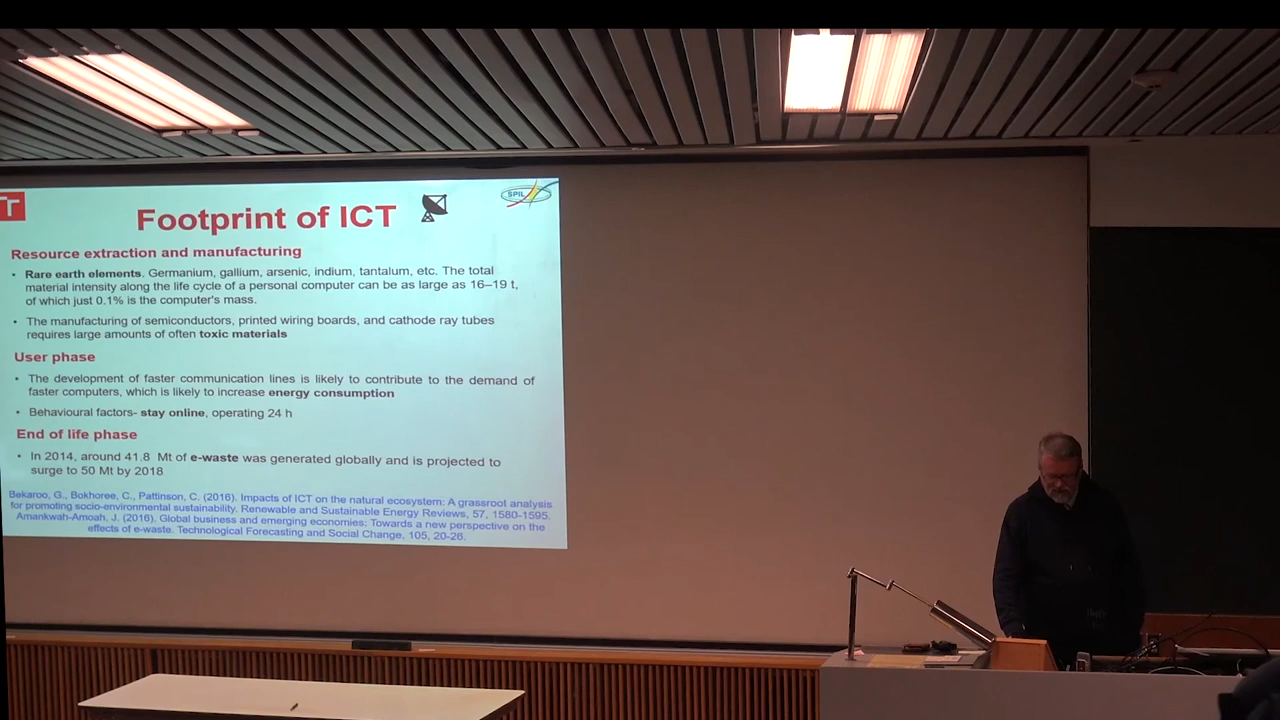 SPIL
Footprint of ICT
Resource extraction and manufacturing
• Rare earth elements. Germanium, gallium, arsenic, indium, tantalum, etc. The total
material intensity along the life cycle of a personal computer can be as large as 16–19 t,
of which just 0.1% is the computer's mass.
• The manufacturing of semiconductors, printed wiring boards, and cathode ray tubes
requires large amounts of often toxic materials
User phase
• The development of faster communication lines is likely to contribute to the demand of
faster computers, which is likely to increase energy consumption
• Behavioural factors- stay online, operating 24 h
End of life phase
• In 2014, around 41.8 Mt of e-waste was generated globally and is projected to
surge to 50 Mt by 2018
Bekaroo, G., Bokhoree, C., Pattinson, C. (2016). Impacts of ICT on the natural ecosystem: A grassroot analysis
for promoting socio-environmental sustainability. Renewable and Sustainable Energy Reviews, 57, 1580-1595.
Amankwah-Amoah, J. (2016). Global business and emerging economies: Towards a new perspective on the
effects of e-waste. Technological Forecasting and Social Change, 105, 20-26.